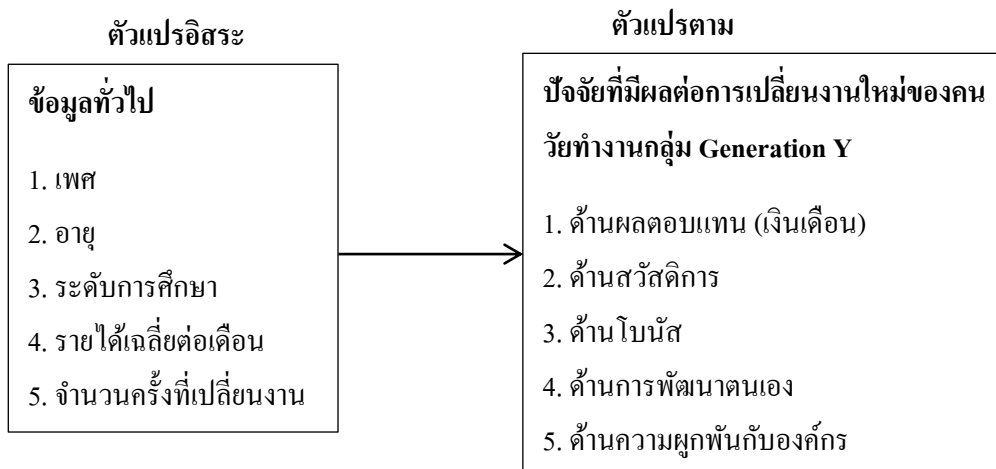 ตัวแปรอิสระ
ข้อมูลทั่วไป
1. เพศ
2. อายุ
3. ระดับการศึกษา
4. รายได้เฉลี่ยต่อเดือน
5. จำนวนครั้งที่เปลี่ยนงาน
ตัวแปรตาม
ปัจจัยที่มีผลต่อการเปลี่ยนงานใหม่ของคน
วัยทำงานกลุ่ม Generation Y
1. ด้านผลตอบแทน (เงินเดือน)
2. ด้านสวัสดิการ
3. ด้านโบนัส
4. ด้านการพัฒนาตนเอง
5. ด้านความผูกพันกับองค์กร